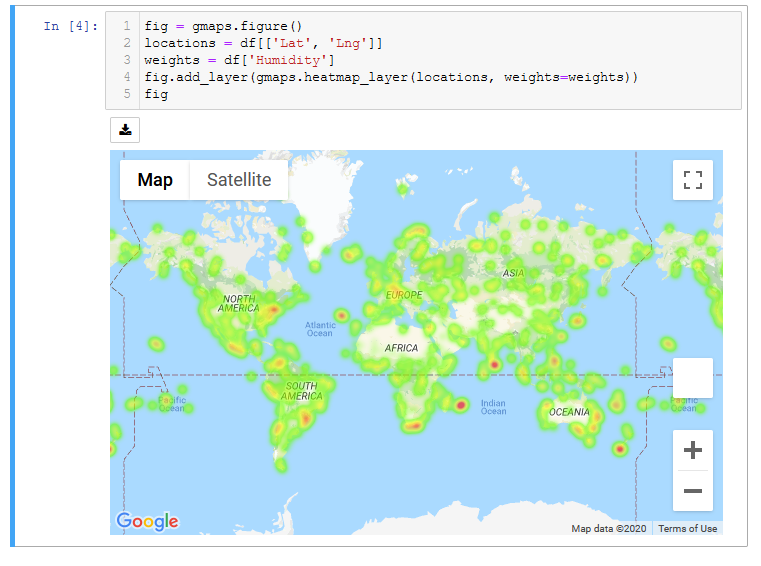 In [4]:
1 fig = gmaps.figure()
2 locations = df[['Lat', 'Lng']]
3 weights = df['Humidity']
4 fig.add_layer(gmaps.heatmap_layer(locations, weights=weights))
5 fig
Map Satellite
ASIA
EUROPE
NORTH
AMERICA
Atlantic
Ocean
AFRICA
SOUTH
AMERICA
Pacific
Ocean
Indian
Ocean
OCEANIA
Pacific
Ocean
Google
Map data ©2020 Terms of Use